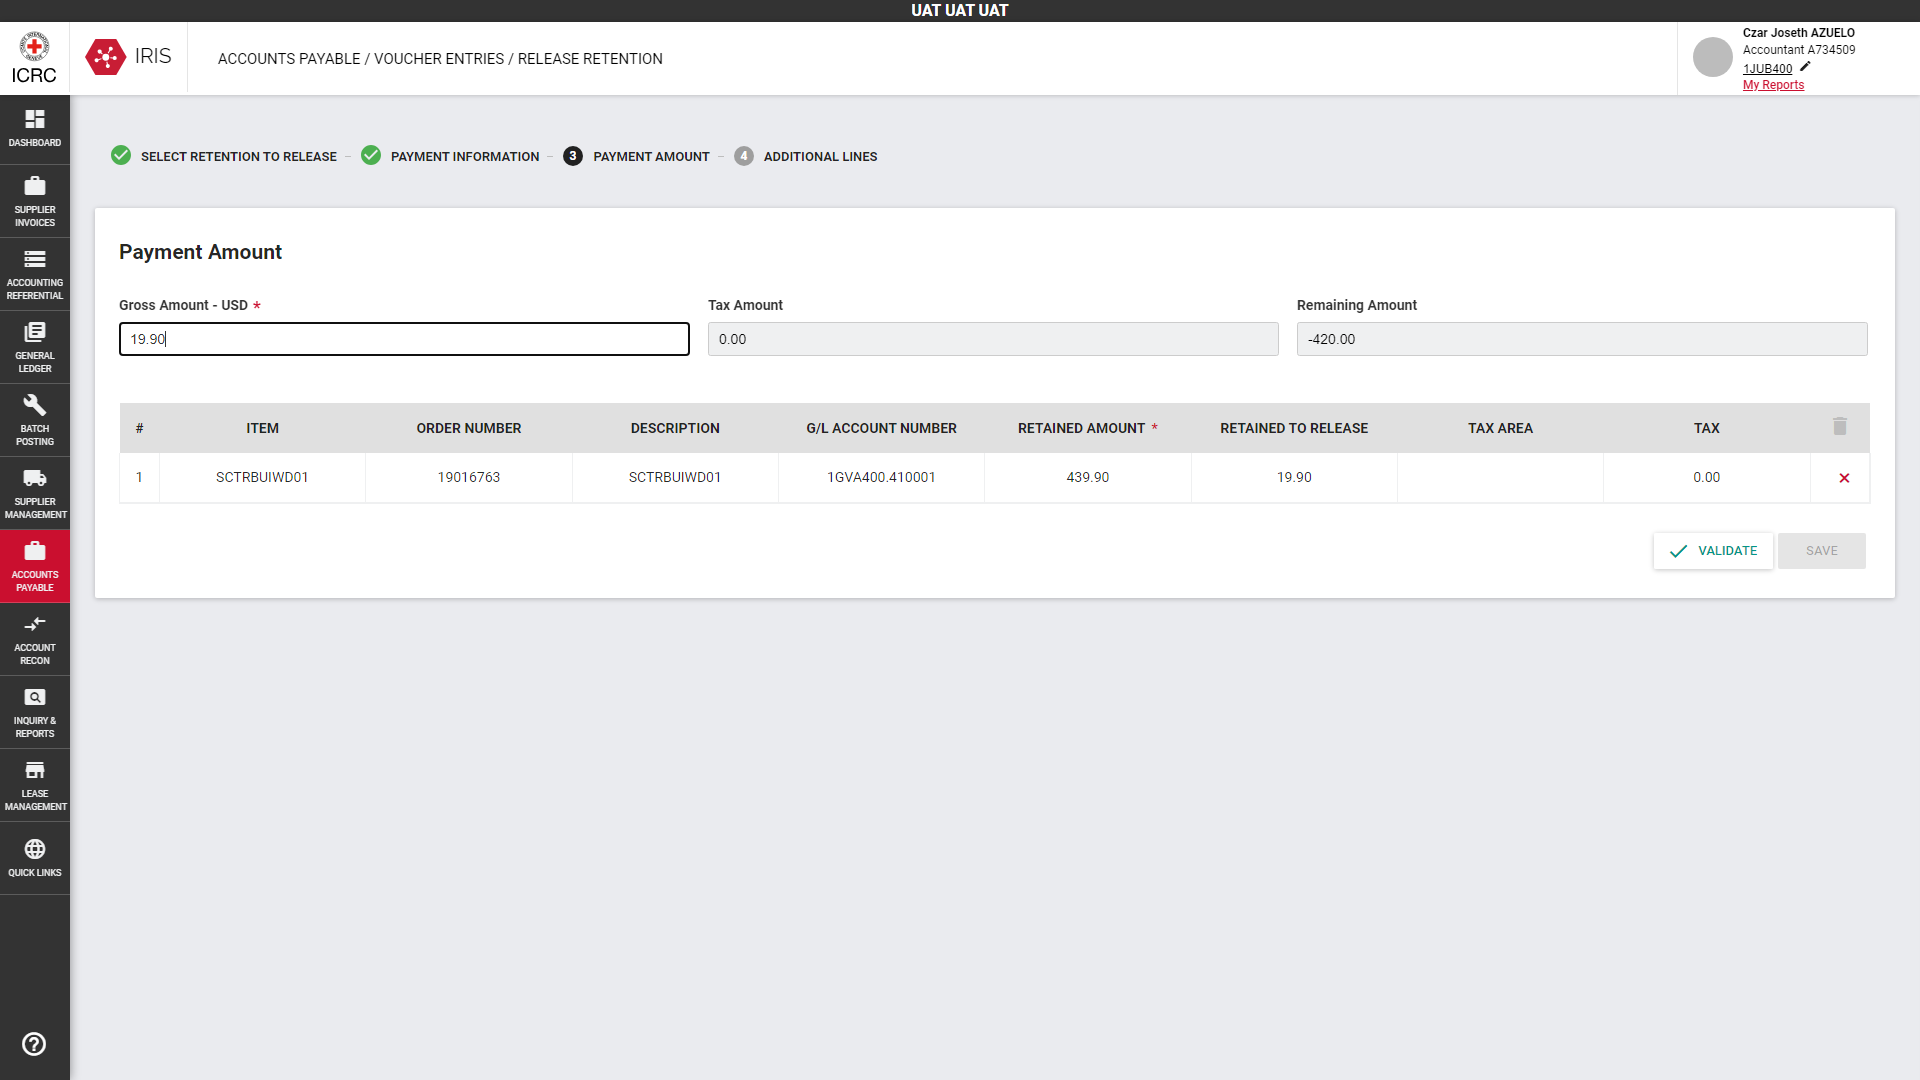 UAT UAT UAT
ICRC
IRIS
ACCOUNTS PAYABLE / VOUCHER ENTRIES / RELEASE RETENTION
Czar Joseth AZUELO
Accountant A734509
1JUB400
My Reports
DASHBOARD
SUPPLIER
INVOICES
ACCOUNTING
REFERENTIAL
GENERAL
LEDGER
BATCH
POSTING
SUPPLIER
MANAGEMENT
ACCOUNTS
PAYABLE
ACCOUNT
RECON
INQUIRY &
REPORTS
LEASE
MANAGEMENT
QUICK LINKS
SELECT RETENTION TO RELEASE – PAYMENT INFORMATION – 3 PAYMENT AMOUNT – 4 ADDITIONAL LINES
Payment Amount
Gross Amount - USD * Tax Amount Remaining Amount
19.90 0.00 -420.00
# ITEM ORDER NUMBER DESCRIPTION G/L ACCOUNT NUMBER RETAINED AMOUNT * RETAINED TO RELEASE TAX AREA TAX
1 SCTRBUIWD01 19016763 SCTRBUIWD01 1GVA400.410001 439.90 19.90 0.00
VALIDATE SAVE